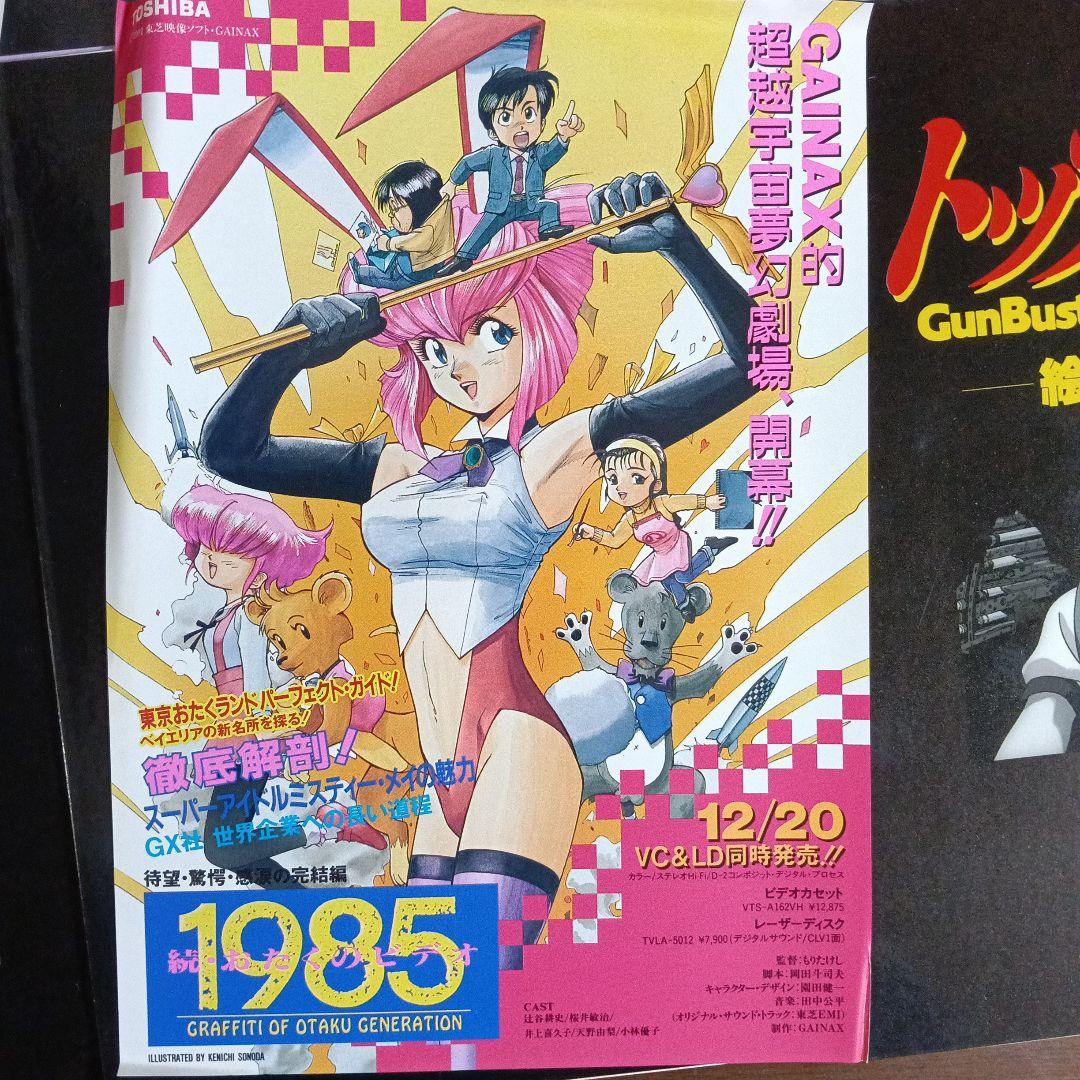 TOSHIBA
東芝映像ソフト・GAINAX
GAINAX的
超越宇宙夢幻劇場、開幕!!
トップ
GunBust
絵
東京おたくランドパーフェクト・ガイド!
ベイエリアの新名所を探る!
徹底解剖!
スーパーアイドルミスティー・メイの魅力
GX社 世界企業への長い道程
待望・驚愕・感涙の完結編
1985
続・おたくのビデオ
GRAFFITI OF OTAKU GENERATION
ILLUSTRATED BY KENICHI SONODA
12/20
VC&LD同時発売!!
カラー/ステレオHi-Fi/D-2コンポジット・デジタル・プロセス
ビデオカセット
VTS-A162VH ¥12,875
レーザーディスク
TVLA-5012 ¥7,900(デジタルサウンド/CLV1面)
監督:もりたけし
脚本:岡田斗司夫
キャラクター・デザイン:園田健一
音楽:田中公平
(オリジナル・サウンド・トラック:東芝EMI)
制作:GAINAX
CAST
辻谷耕史/桜井敏治/
井上喜久子/天野由梨/小林優子